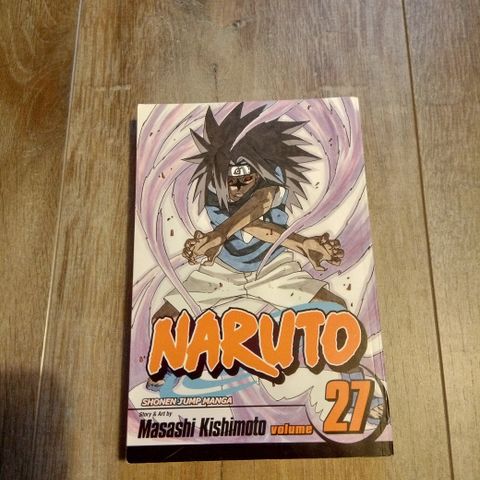 NARUTO
SHONEN JUMP MANGA
Story & Art by
Masashi Kishimoto volume 27